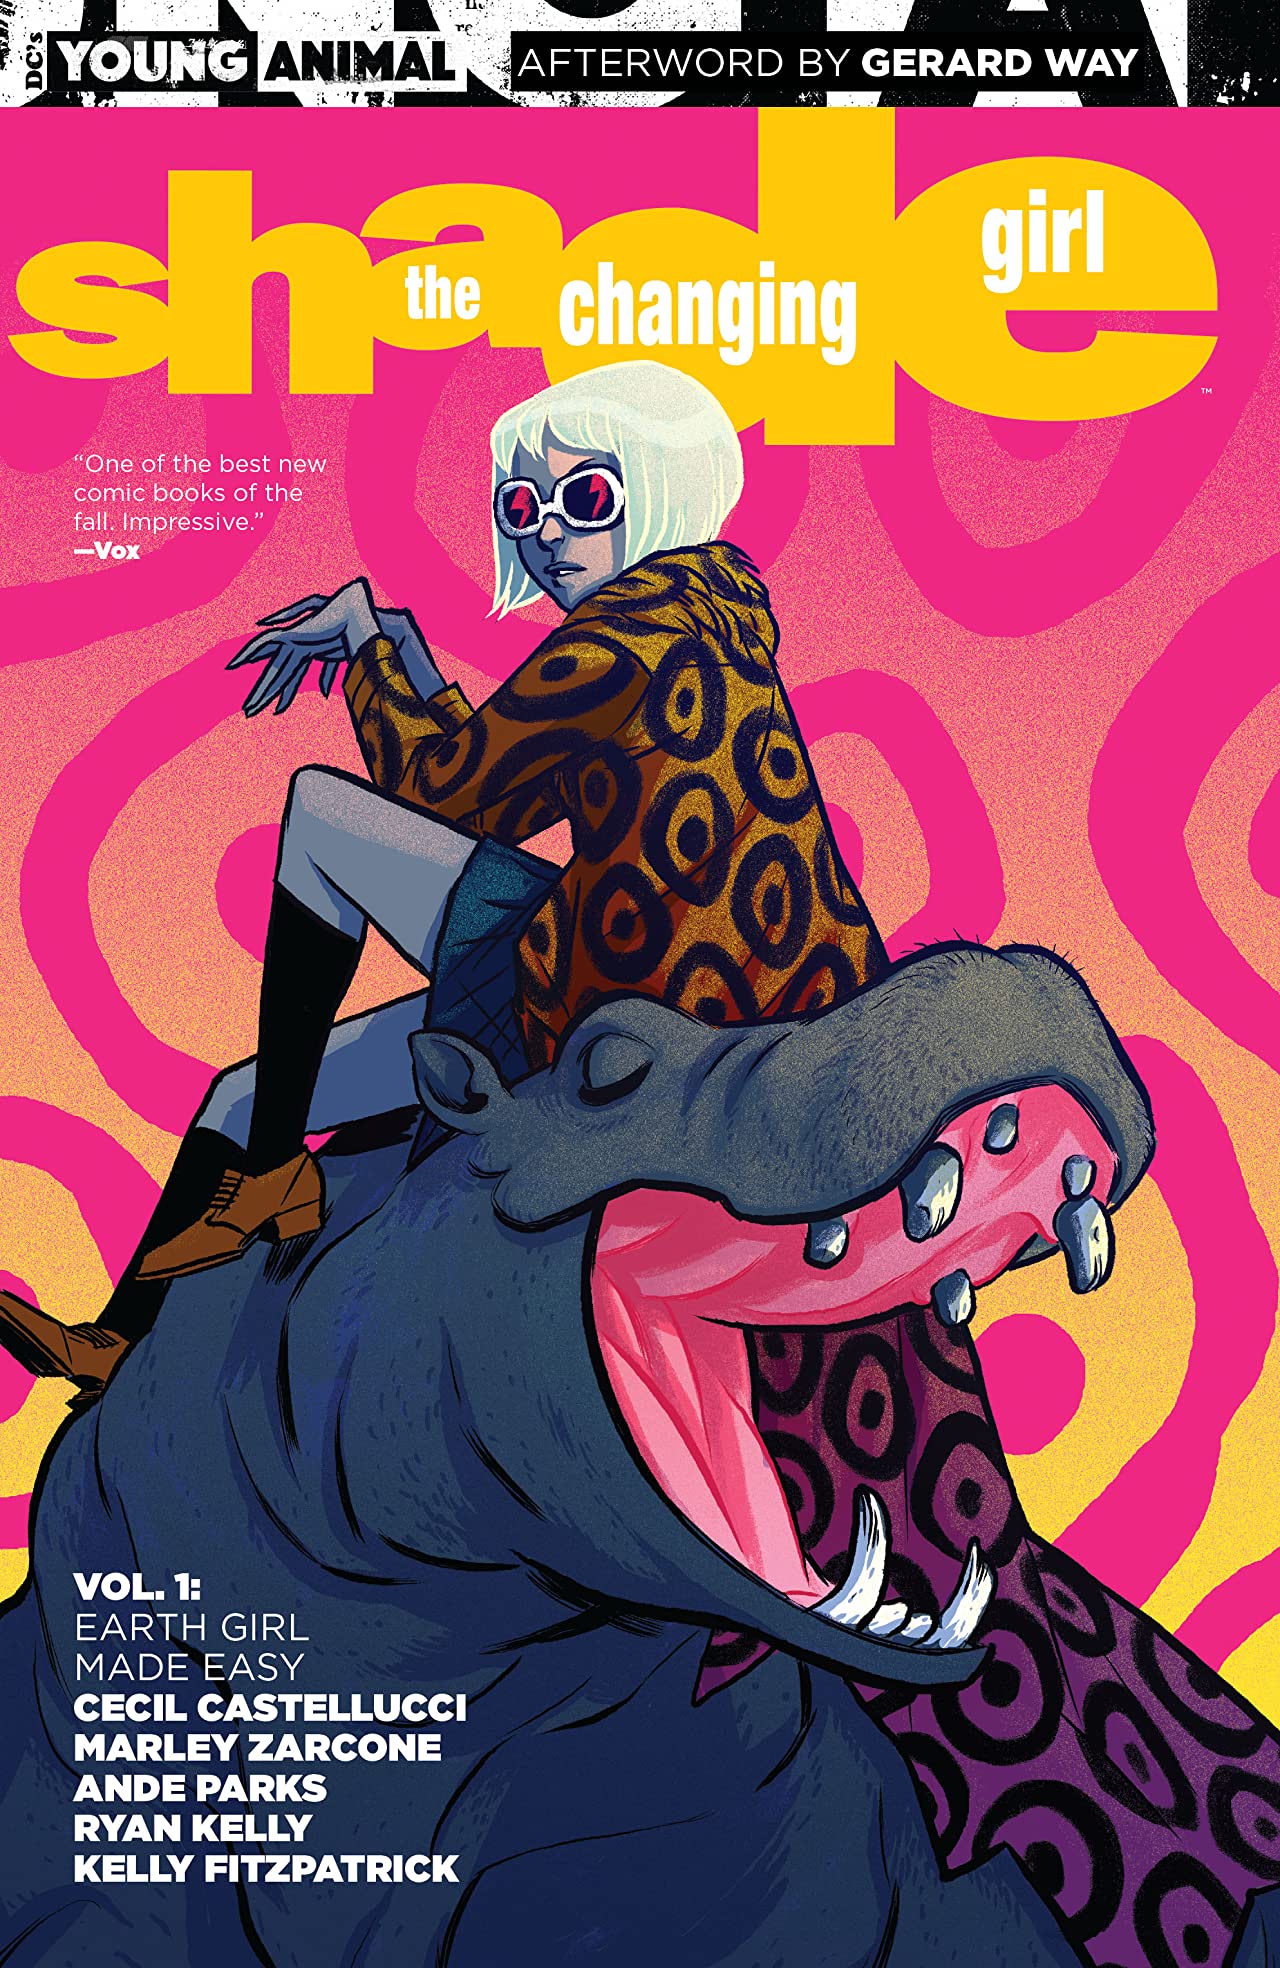 DC's YOUNG ANIMAL
AFTERWORD BY GERARD WAY
shade
the changing girl
™
“One of the best new
comic books of the
fall. Impressive.”
—Vox
VOL. 1:
EARTH GIRL
MADE EASY
CECIL CASTELLUCCI
MARLEY ZARCONE
ANDE PARKS
RYAN KELLY
KELLY FITZPATRICK